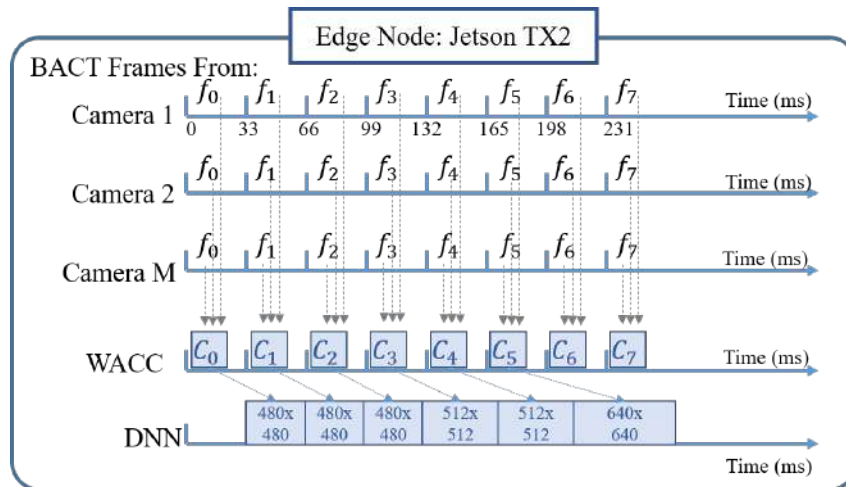 Edge Node: Jetson TX2
BACT Frames From:
f₀ f₁ f₂ f₃ f₄ f₅ f₆ f₇
Camera 1
Time (ms)
0 33 66 99 132 165 198 231
f₀ f₁ f₂ f₃ f₄ f₅ f₆ f₇
Camera 2
Time (ms)
f₀ f₁ f₂ f₃ f₄ f₅ f₆ f₇
Camera M
Time (ms)
C₀ C₁ C₂ C₃ C₄ C₅ C₆ C₇
WACC
Time (ms)
480x 480x 480x 512x 512x 640x
480 480 480 512 512 640
DNN
Time (ms)